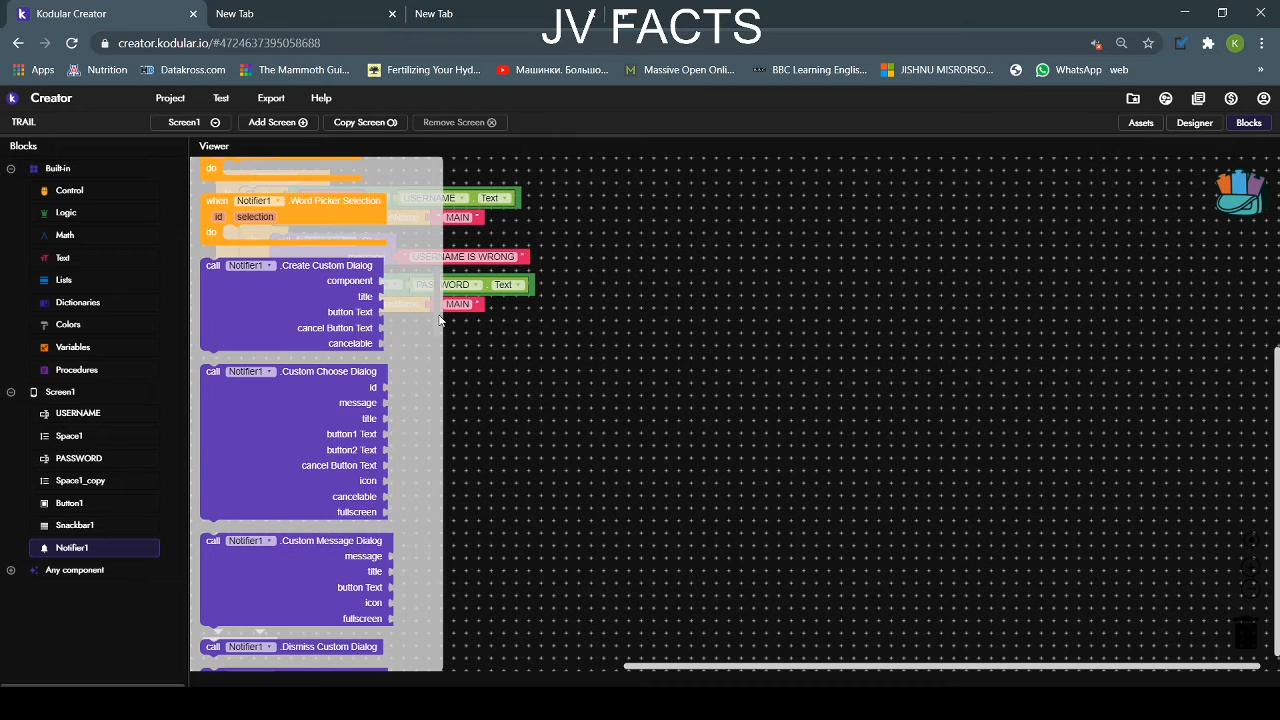 Kodular Creator
New Tab
New Tab
JV FACTS
creator.kodular.io/#4724637395058688
K
Apps
Nutrition
Datakross.com
The Mammoth Gui...
Fertilizing Your Hyd...
Машинки. Большо...
Massive Open Onli...
BBC Learning Englis...
JISHNU MISRORSO...
WhatsApp web
Creator
Project
Test
Export
Help
TRAIL
Screen1
Add Screen
Copy Screen
Remove Screen
Assets
Designer
Blocks
Blocks
Viewer
Built-in
Control
Logic
Math
Text
Lists
Dictionaries
Colors
Variables
Procedures
Screen1
USERNAME
Space1
PASSWORD
Space1_copy
Button1
Snackbar1
Notifier1
Any component
do
when Notifier1 .Word Picker Selection
id selection
do
USERNAME . Text
" MAIN "
" USERNAME IS WRONG "
PASSWORD . Text
" MAIN "
call Notifier1 .Create Custom Dialog
component
title
button Text
cancel Button Text
cancelable
call Notifier1 .Custom Choose Dialog
id
message
title
button1 Text
button2 Text
cancel Button Text
icon
cancelable
fullscreen
call Notifier1 .Custom Message Dialog
message
title
button Text
icon
fullscreen
call Notifier1 .Dismiss Custom Dialog